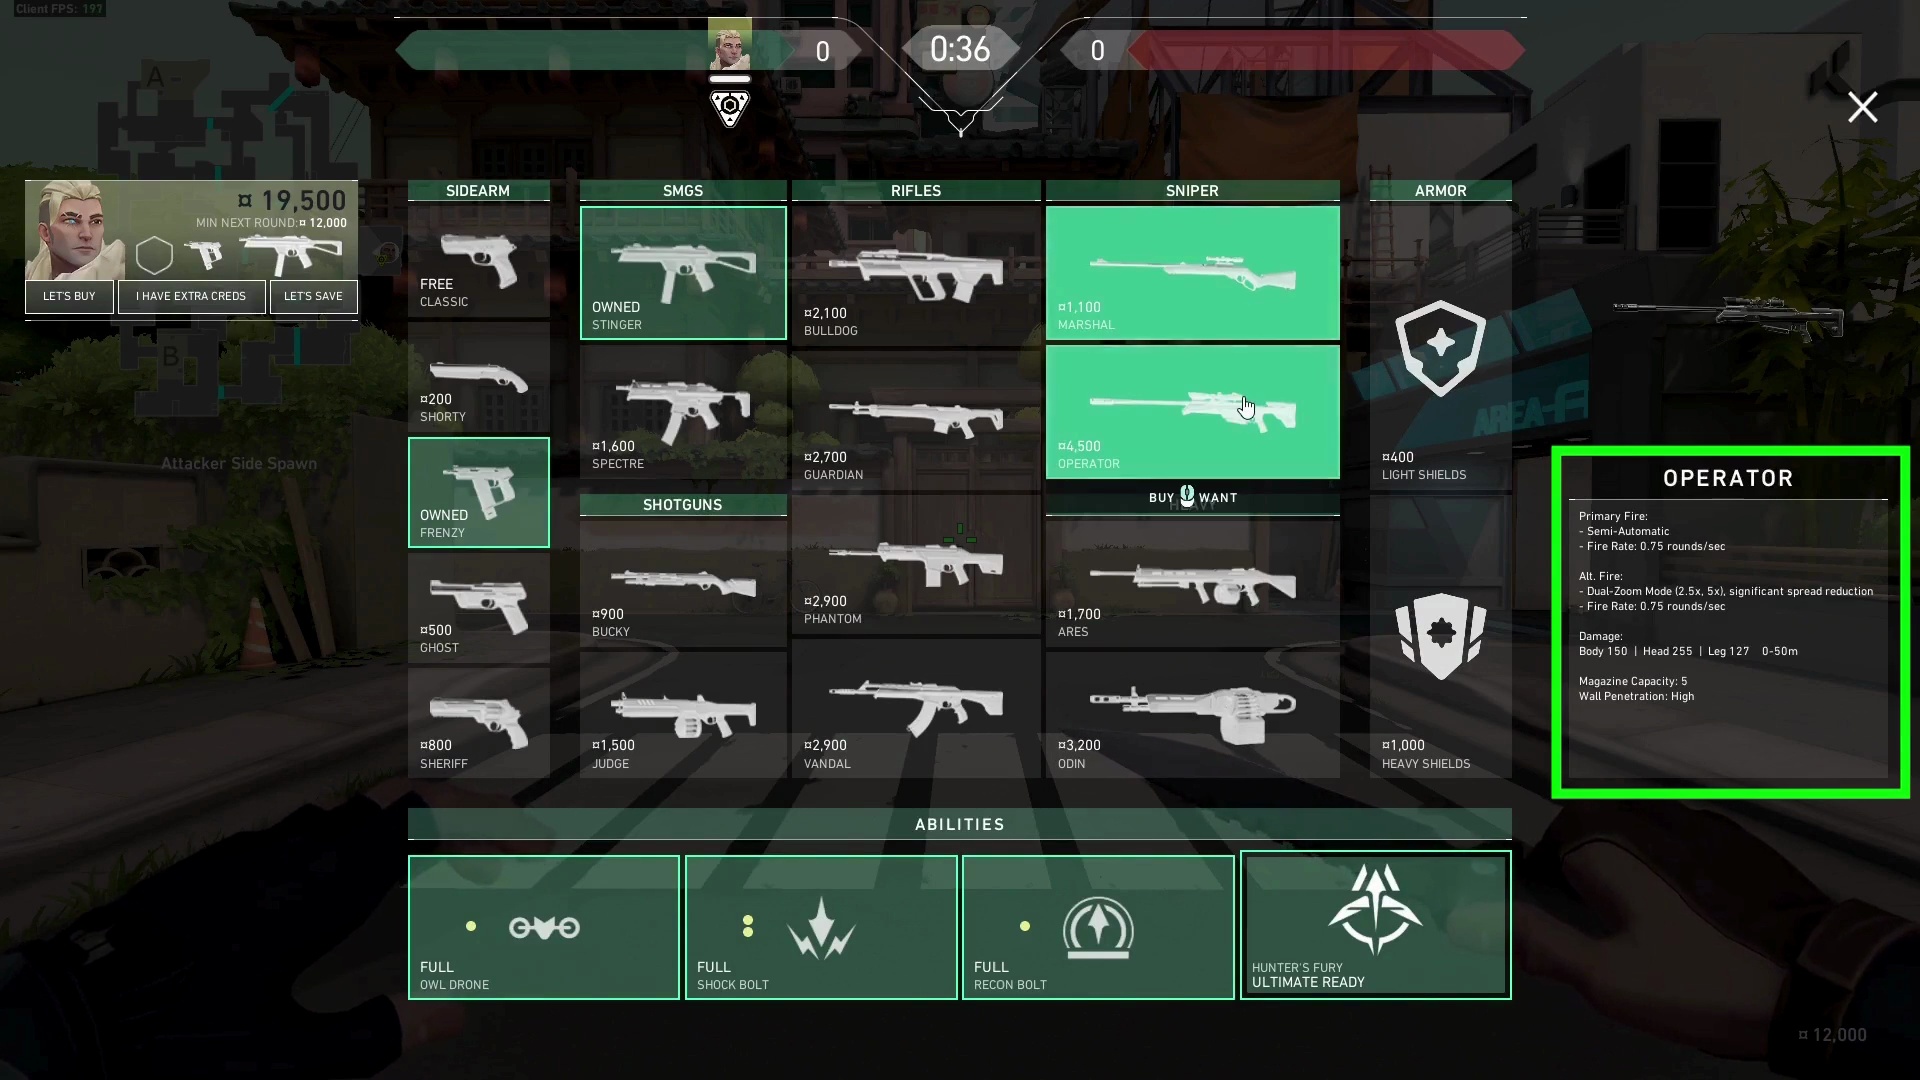 Client FPS: 197
0
0:36
0
A
B
Attacker Side Spawn
¤ 19,500
MIN NEXT ROUND: ¤ 12,000
LET'S BUY
I HAVE EXTRA CREDS
LET'S SAVE
SIDEARM
FREE
CLASSIC
¤200
SHORTY
OWNED
FRENZY
¤500
GHOST
¤800
SHERIFF
SMGS
OWNED
STINGER
¤1,600
SPECTRE
SHOTGUNS
¤900
BUCKY
¤1,500
JUDGE
RIFLES
¤2,100
BULLDOG
¤2,700
GUARDIAN
¤2,900
PHANTOM
¤2,900
VANDAL
SNIPER
¤1,100
MARSHAL
¤4,500
OPERATOR
BUY WANT
HEAVY
¤1,700
ARES
¤3,200
ODIN
ARMOR
¤400
LIGHT SHIELDS
¤1,000
HEAVY SHIELDS
AREA-A
OPERATOR
Primary Fire:
- Semi-Automatic
- Fire Rate: 0.75 rounds/sec
Alt. Fire:
- Dual-Zoom Mode (2.5x, 5x), significant spread reduction
- Fire Rate: 0.75 rounds/sec
Damage:
Body 150 | Head 255 | Leg 127 0-50m
Magazine Capacity: 5
Wall Penetration: High
ABILITIES
FULL
OWL DRONE
FULL
SHOCK BOLT
FULL
RECON BOLT
HUNTER'S FURY
ULTIMATE READY
¤ 12,000